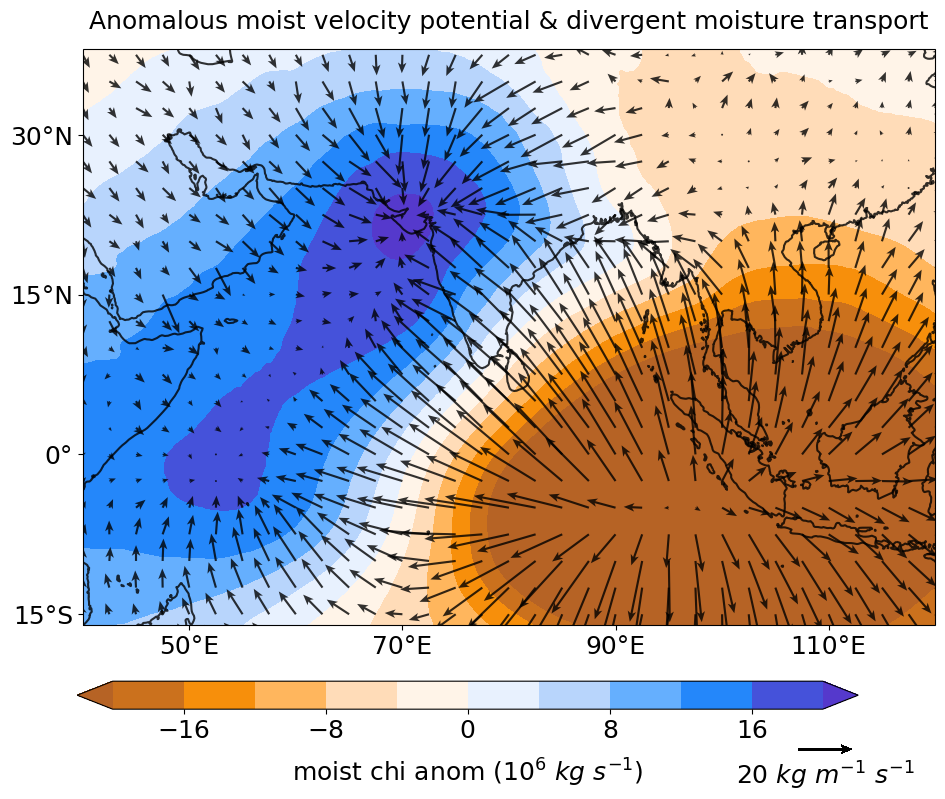 Anomalous moist velocity potential & divergent moisture transport
30°N
15°N
0°
15°S
50°E 70°E 90°E 110°E
−16 −8 0 8 16
moist chi anom (10⁶ kg s⁻¹)
20 kg m⁻¹ s⁻¹